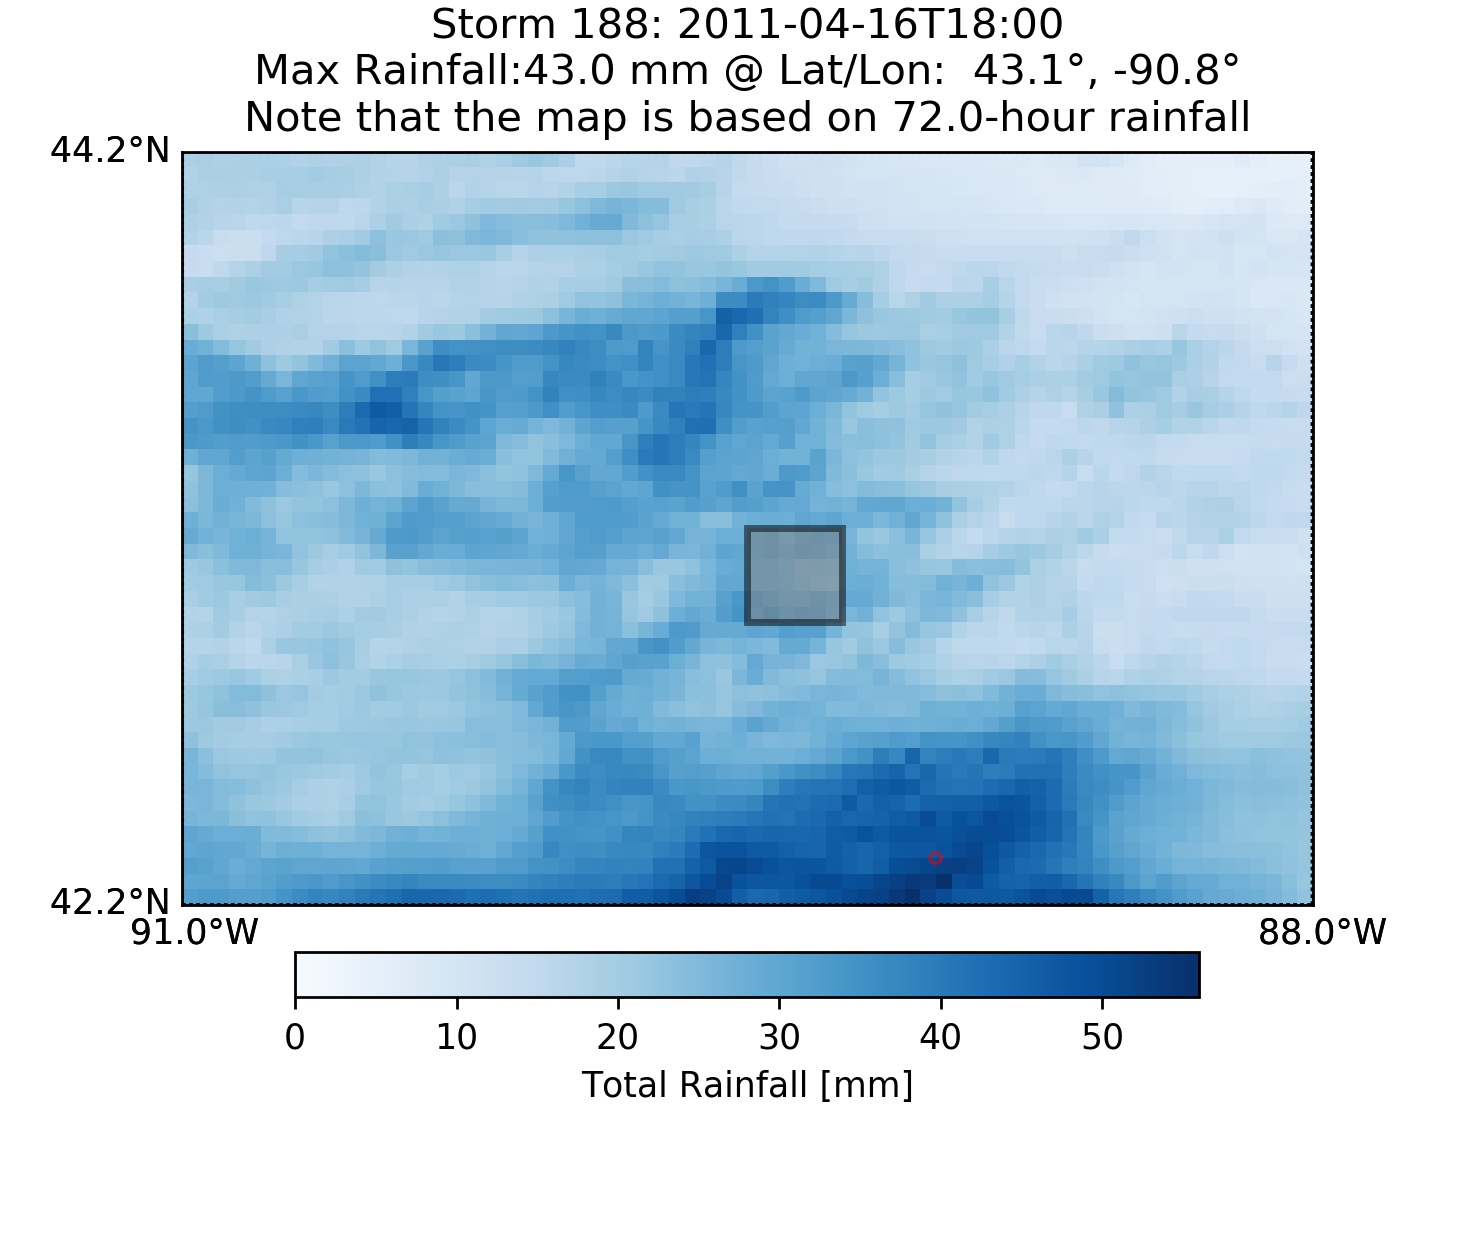 Storm 188: 2011-04-16T18:00
Max Rainfall:43.0 mm @ Lat/Lon:  43.1°, -90.8°
Note that the map is based on 72.0-hour rainfall
44.2°N
42.2°N
91.0°W 88.0°W
0 10 20 30 40 50
Total Rainfall [mm]